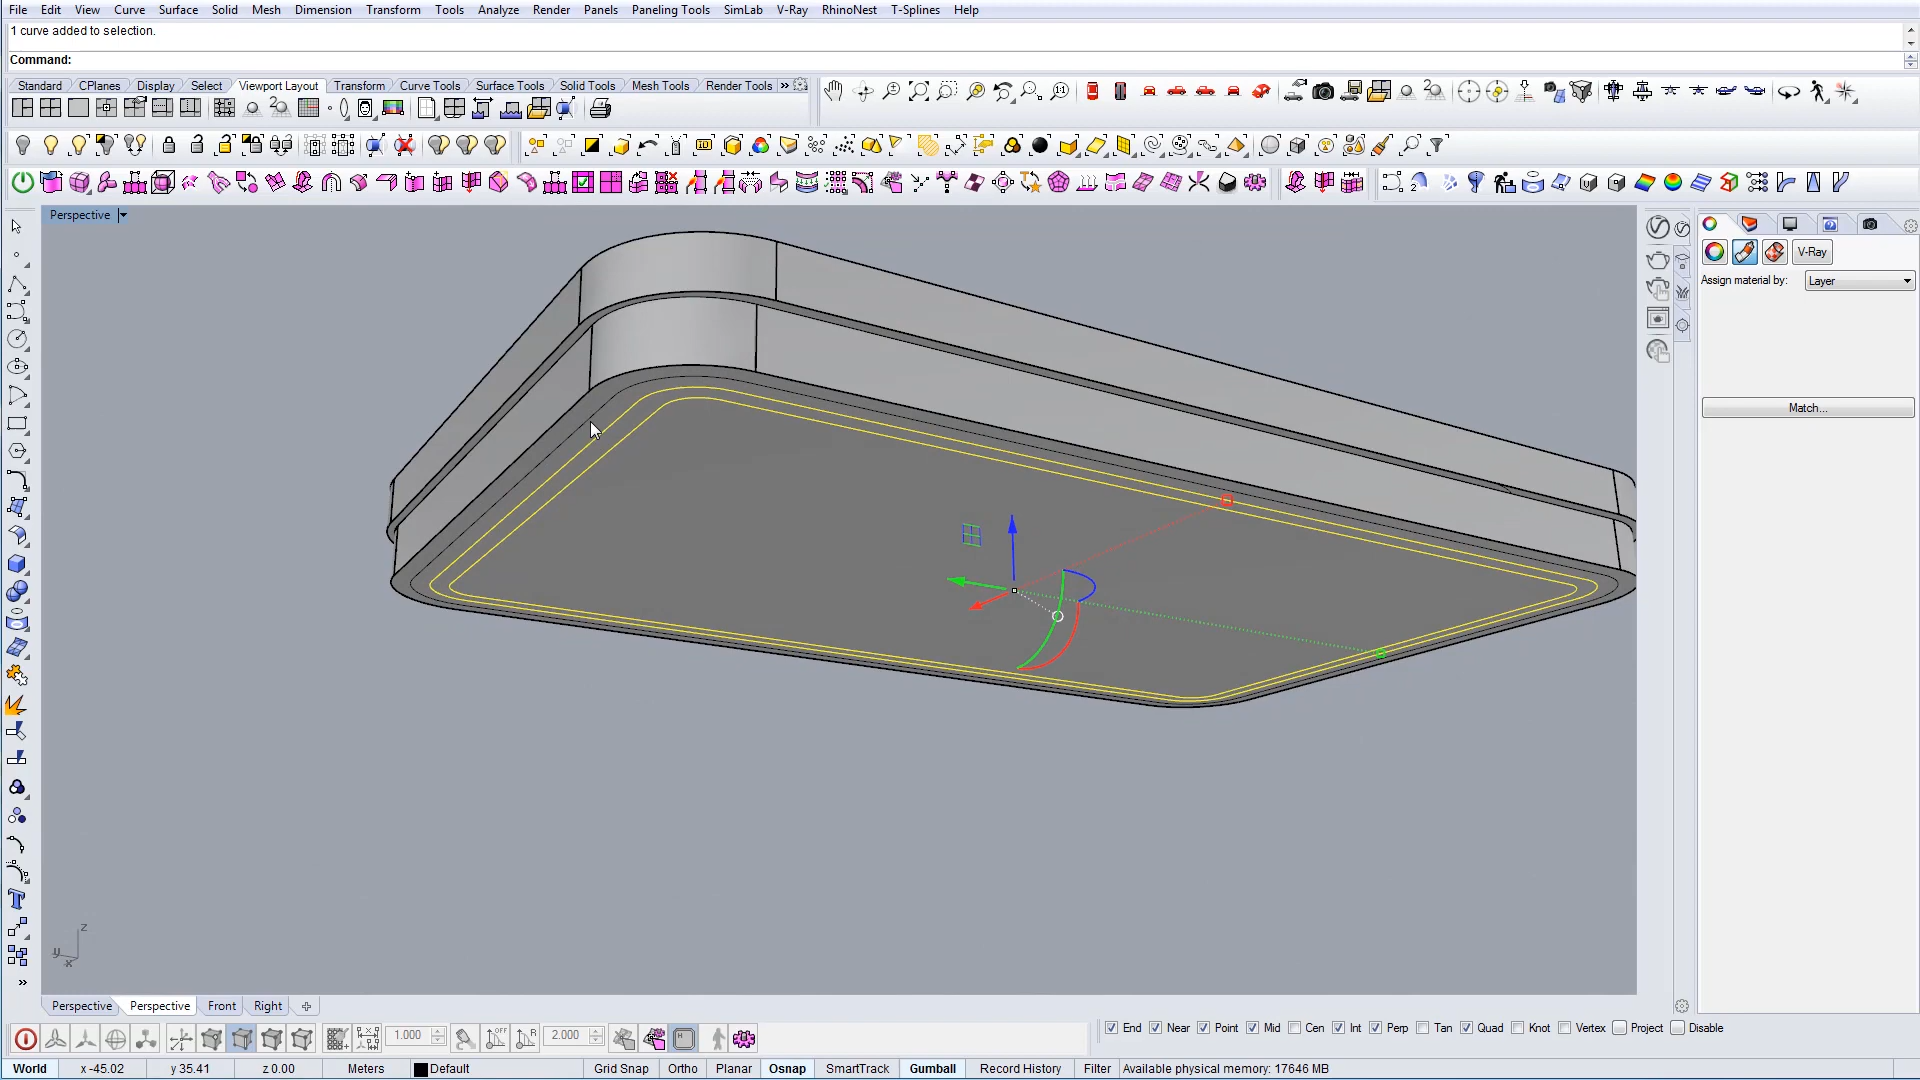 File Edit View Curve Surface Solid Mesh Dimension Transform Tools Analyze Render Panels Paneling Tools SimLab V-Ray RhinoNest T-Splines Help
1 curve added to selection.
Command:
Standard CPlanes Display Select Viewport Layout Transform Curve Tools Surface Tools Solid Tools Mesh Tools Render Tools »
Perspective
V-Ray
Assign material by: Layer
Match...
z
y
x
»
Perspective Perspective Front Right
1.000 2.000 End Near Point Mid Cen Int Perp Tan Quad Knot Vertex Project Disable
World x -45.02 y 35.41 z 0.00 Meters Default Grid Snap Ortho Planar Osnap SmartTrack Gumball Record History Filter Available physical memory: 17646 MB